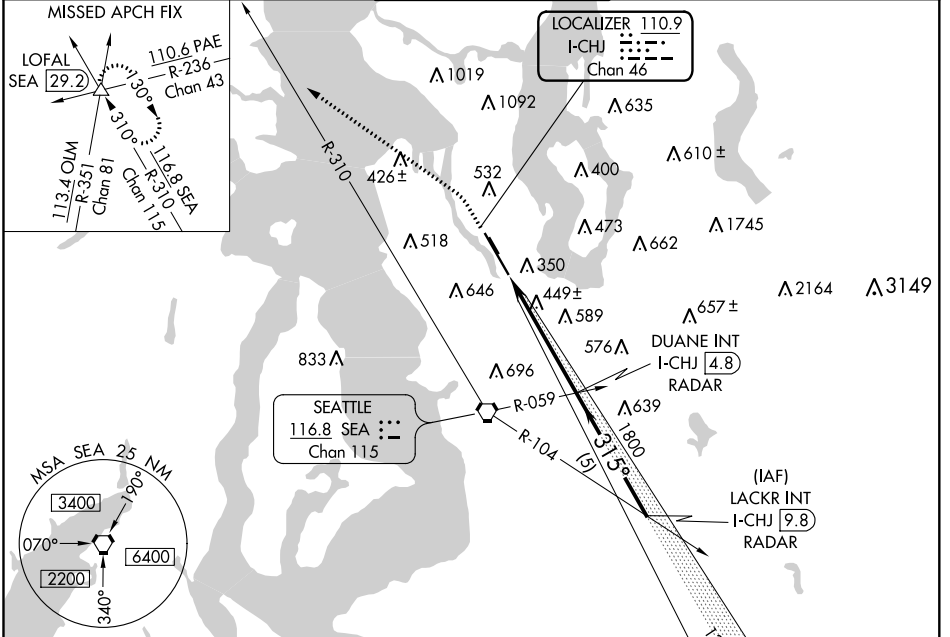 MISSED APCH FIX
LOFAL
SEA 29.2
110.6 PAE
R-236
Chan 43
130°
310°
113.4 OLM
R-351
Chan 81
116.8 SEA
R-310
Chan 115
LOCALIZER 110.9
I-CHJ
Chan 46
1019
1092
635
R-310
426±
532
400
610±
518
473
662
1745
350
646
449±
589
657±
2164
3149
833
696
576
DUANE INT
I-CHJ 4.8
RADAR
SEATTLE
116.8 SEA
Chan 115
R-059
639
R-104
1800
315°
(5)
(IAF)
LACKR INT
I-CHJ 9.8
RADAR
MSA SEA 25 NM
3400
190°
070°
6400
2200
340°